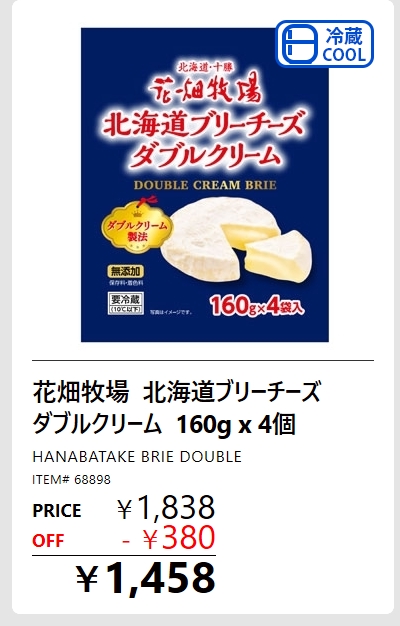 冷蔵
COOL
北海道・十勝
花畑牧場
北海道ブリーチーズ
ダブルクリーム
DOUBLE CREAM BRIE
ダブルクリーム
製法
無添加
保存料・着色料
要冷蔵
(10℃以下)
写真はイメージです。
160g×4袋入
花畑牧場 北海道ブリーチーズ
ダブルクリーム 160g x 4個
HANABATAKE BRIE DOUBLE
ITEM# 68898
PRICE ￥1,838
OFF - ￥380
￥1,458